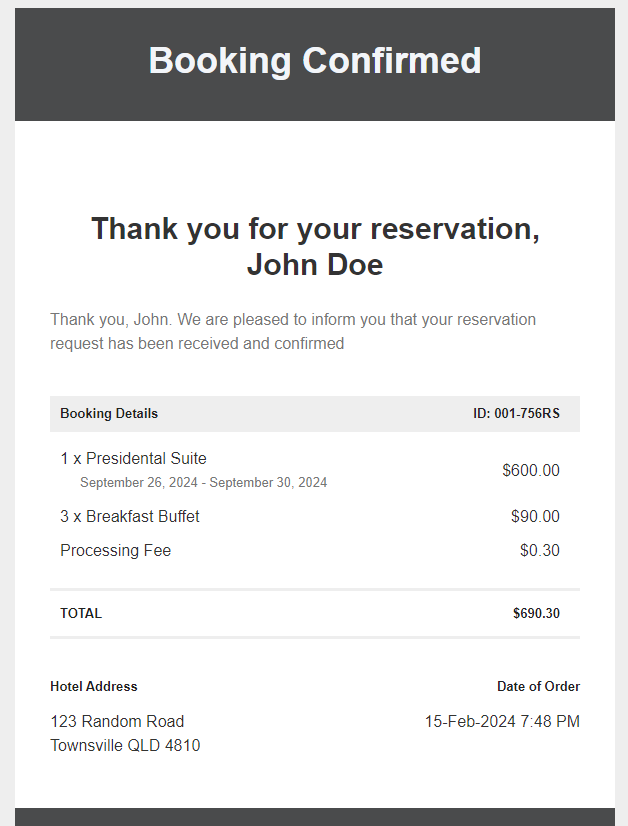 Booking Confirmed
Thank you for your reservation,
John Doe
Thank you, John. We are pleased to inform you that your reservation
request has been received and confirmed
Booking Details ID: 001-756RS
1 x Presidental Suite $600.00
September 26, 2024 - September 30, 2024
3 x Breakfast Buffet $90.00
Processing Fee $0.30
TOTAL $690.30
Hotel Address Date of Order
123 Random Road 15-Feb-2024 7:48 PM
Townsville QLD 4810